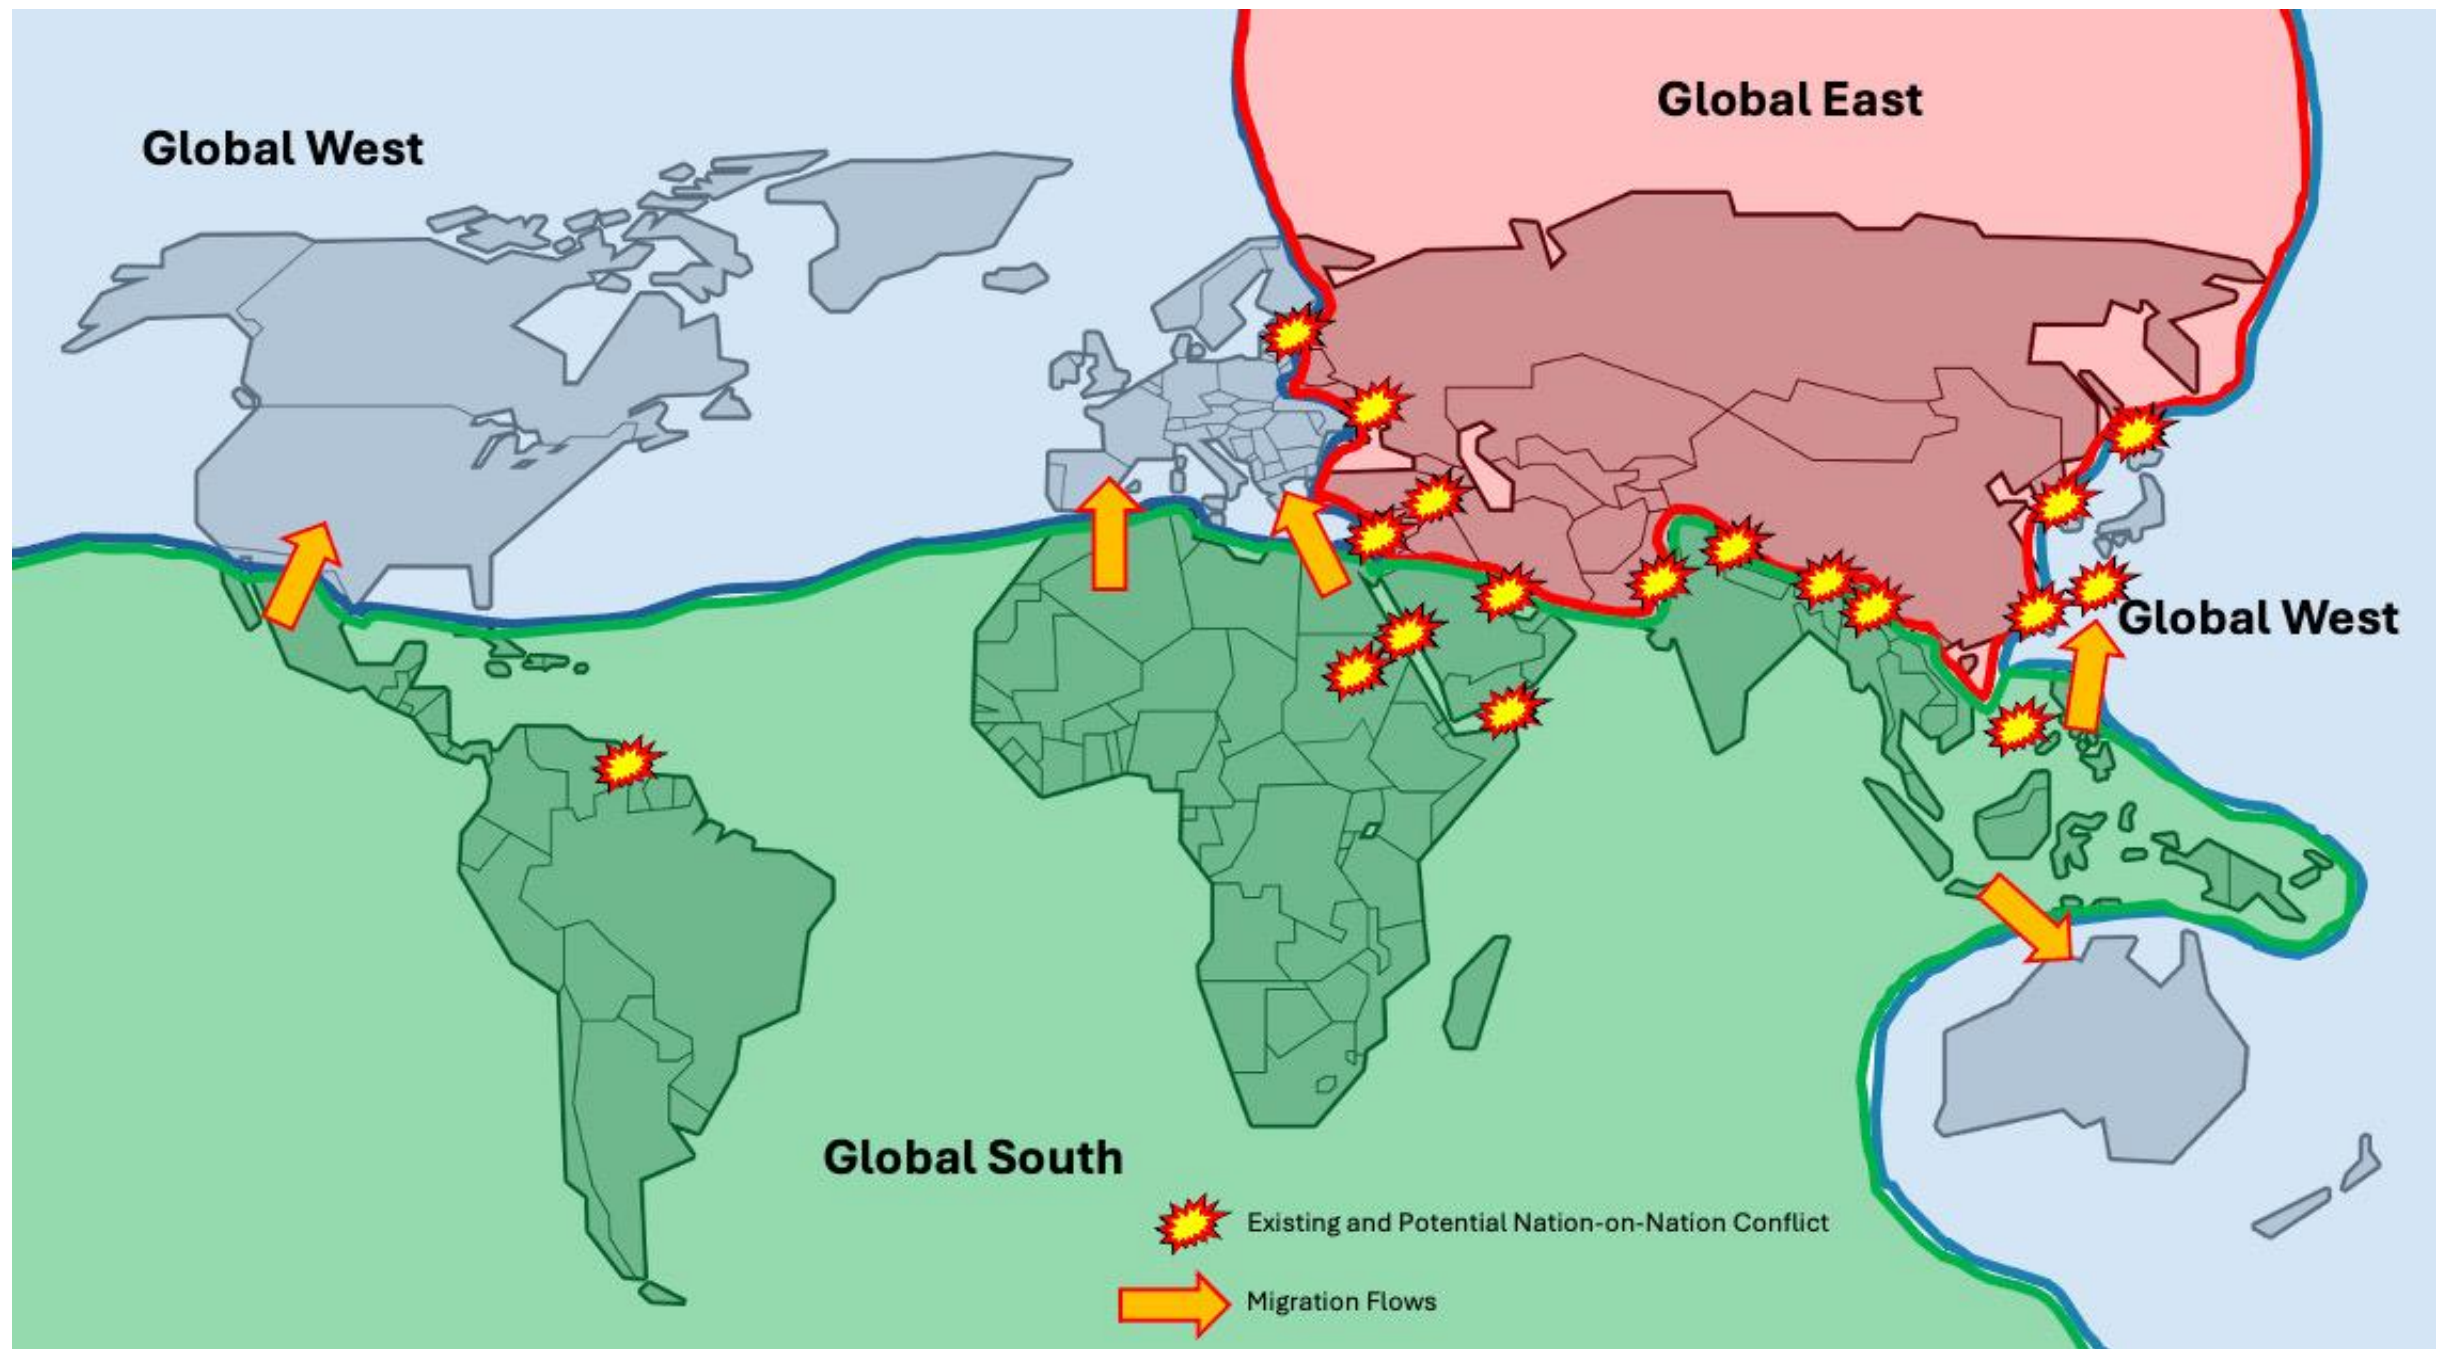 Global East
Global West
Global West
Global South
Existing and Potential Nation-on-Nation Conflict
Migration Flows